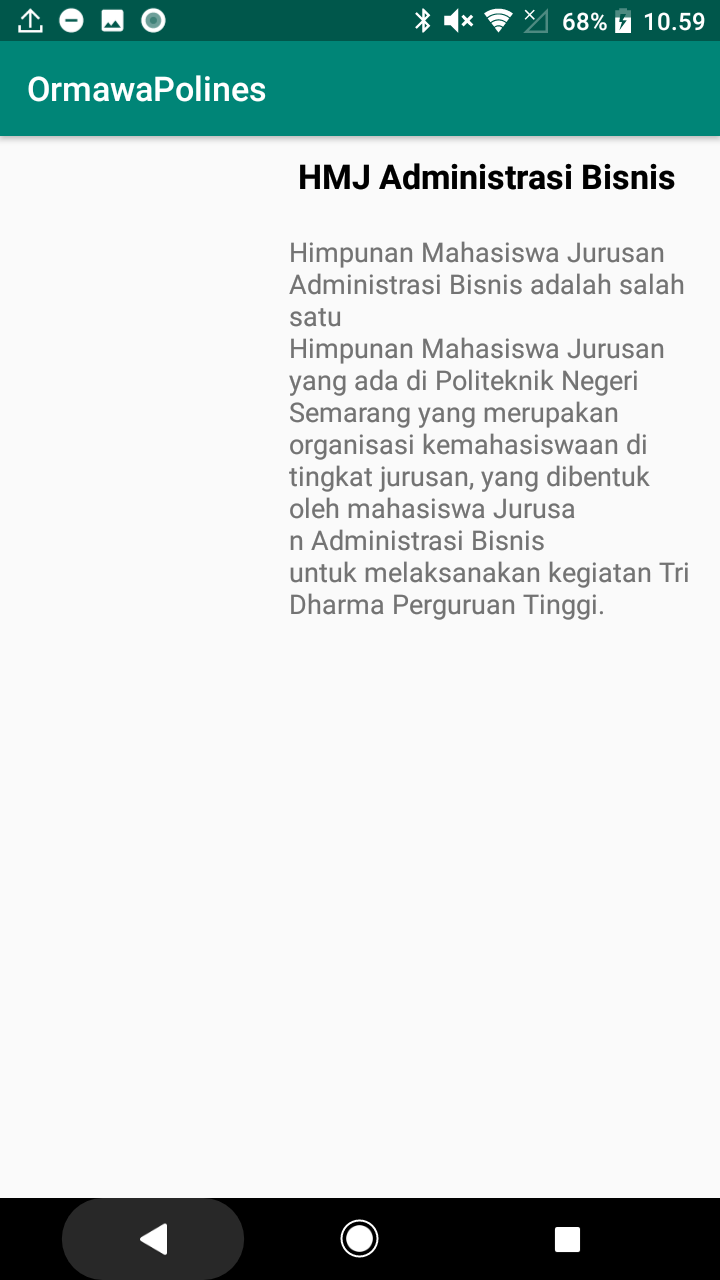 68% 10.59
OrmawaPolines
HMJ Administrasi Bisnis
Himpunan Mahasiswa Jurusan
Administrasi Bisnis adalah salah
satu
Himpunan Mahasiswa Jurusan
yang ada di Politeknik Negeri
Semarang yang merupakan
organisasi kemahasiswaan di
tingkat jurusan, yang dibentuk
oleh mahasiswa Jurusa
n Administrasi Bisnis
untuk melaksanakan kegiatan Tri
Dharma Perguruan Tinggi.